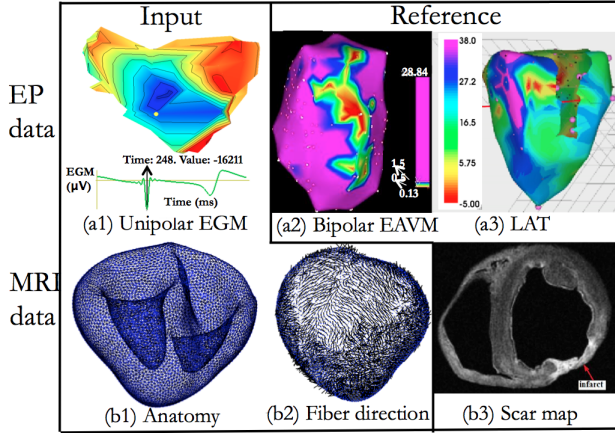 Input
Reference
EP
data
Time: 248. Value: -16211
EGM
(μV)
Time (ms)
(a1) Unipolar EGM
28.84
1.5
0.13
(a2) Bipolar EAVM
38.0
27.25
16.5
5.75
-5.00
(a3) LAT
MRI
data
(b1) Anatomy
(b2) Fiber direction
infarct
(b3) Scar map